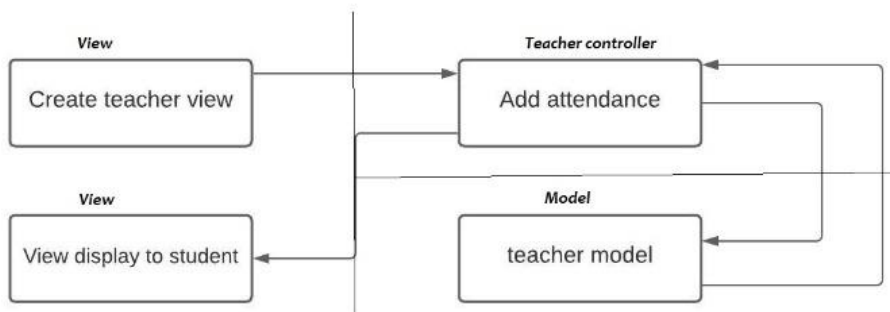 View
Create teacher view
Teacher controller
Add attendance
View
View display to student
Model
teacher model